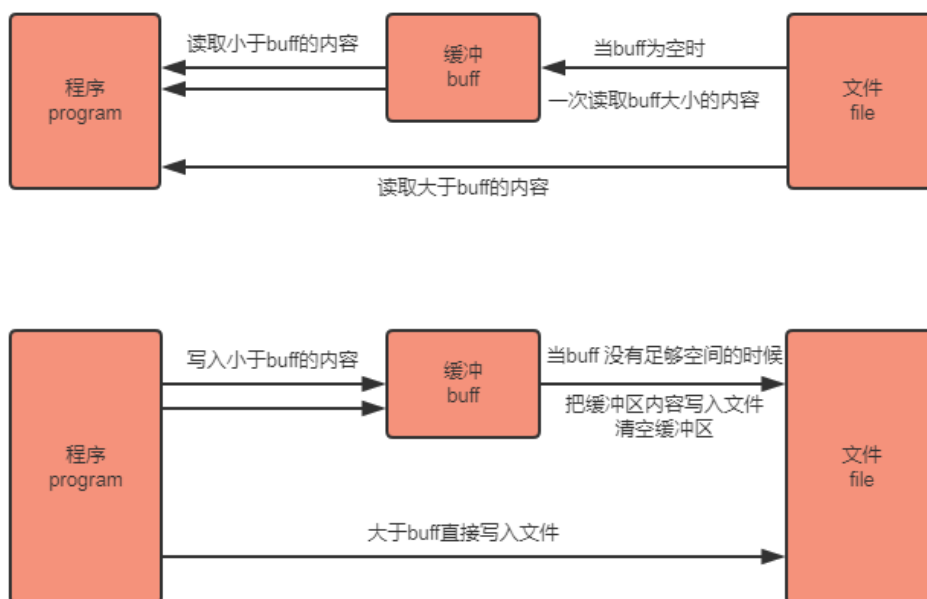 读取小于buff的内容
缓冲
buff
当buff为空时
一次读取buff大小的内容
程序
program
文件
file
读取大于buff的内容
写入小于buff的内容
缓冲
buff
当buff 没有足够空间的时候
把缓冲区内容写入文件
清空缓冲区
程序
program
文件
file
大于buff直接写入文件